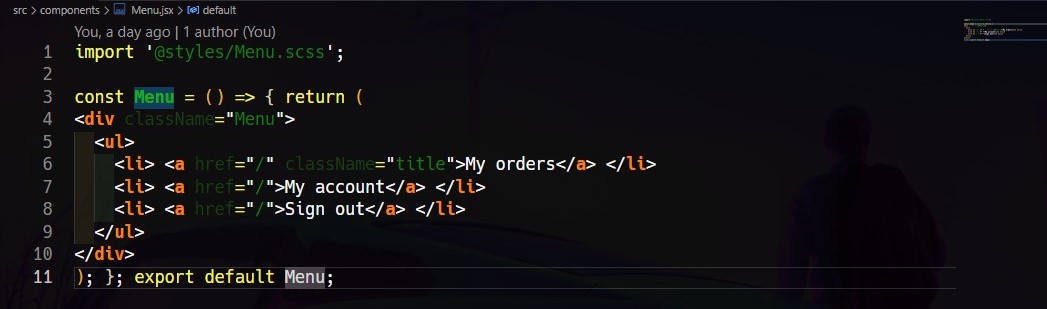 src > components > Menu.jsx > default
You, a day ago | 1 author (You)
1 import '@styles/Menu.scss';
2
3 const Menu = () => { return (
4 <div className="Menu">
5 <ul>
6 <li> <a href="/" className="title">My orders</a> </li>
7 <li> <a href="/">My account</a> </li>
8 <li> <a href="/">Sign out</a> </li>
9 </ul>
10 </div>
11 ); }; export default Menu;